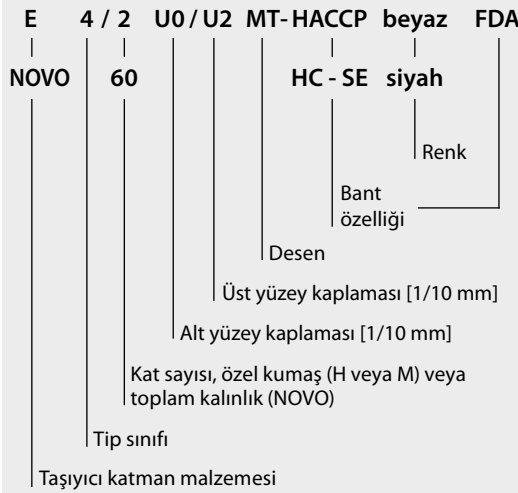 E 4 / 2 U0 / U2 MT- HACCP beyaz FDA
NOVO 60 HC - SE siyah
Renk
Bant
özelliği
Desen
Üst yüzey kaplaması [1/10 mm]
Alt yüzey kaplaması [1/10 mm]
Kat sayısı, özel kumaş (H veya M) veya
toplam kalınlık (NOVO)
Tip sınıfı
Taşıyıcı katman malzemesi